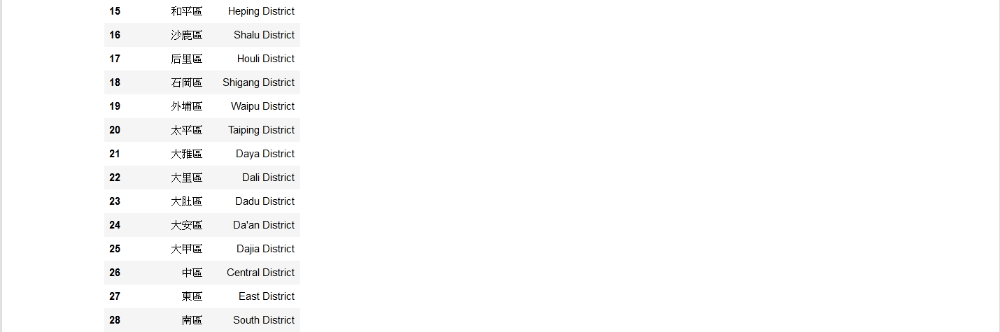 15 和平區 Heping District
16 沙鹿區 Shalu District
17 后里區 Houli District
18 石岡區 Shigang District
19 外埔區 Waipu District
20 太平區 Taiping District
21 大雅區 Daya District
22 大里區 Dali District
23 大肚區 Dadu District
24 大安區 Da'an District
25 大甲區 Dajia District
26 中區 Central District
27 東區 East District
28 南區 South District